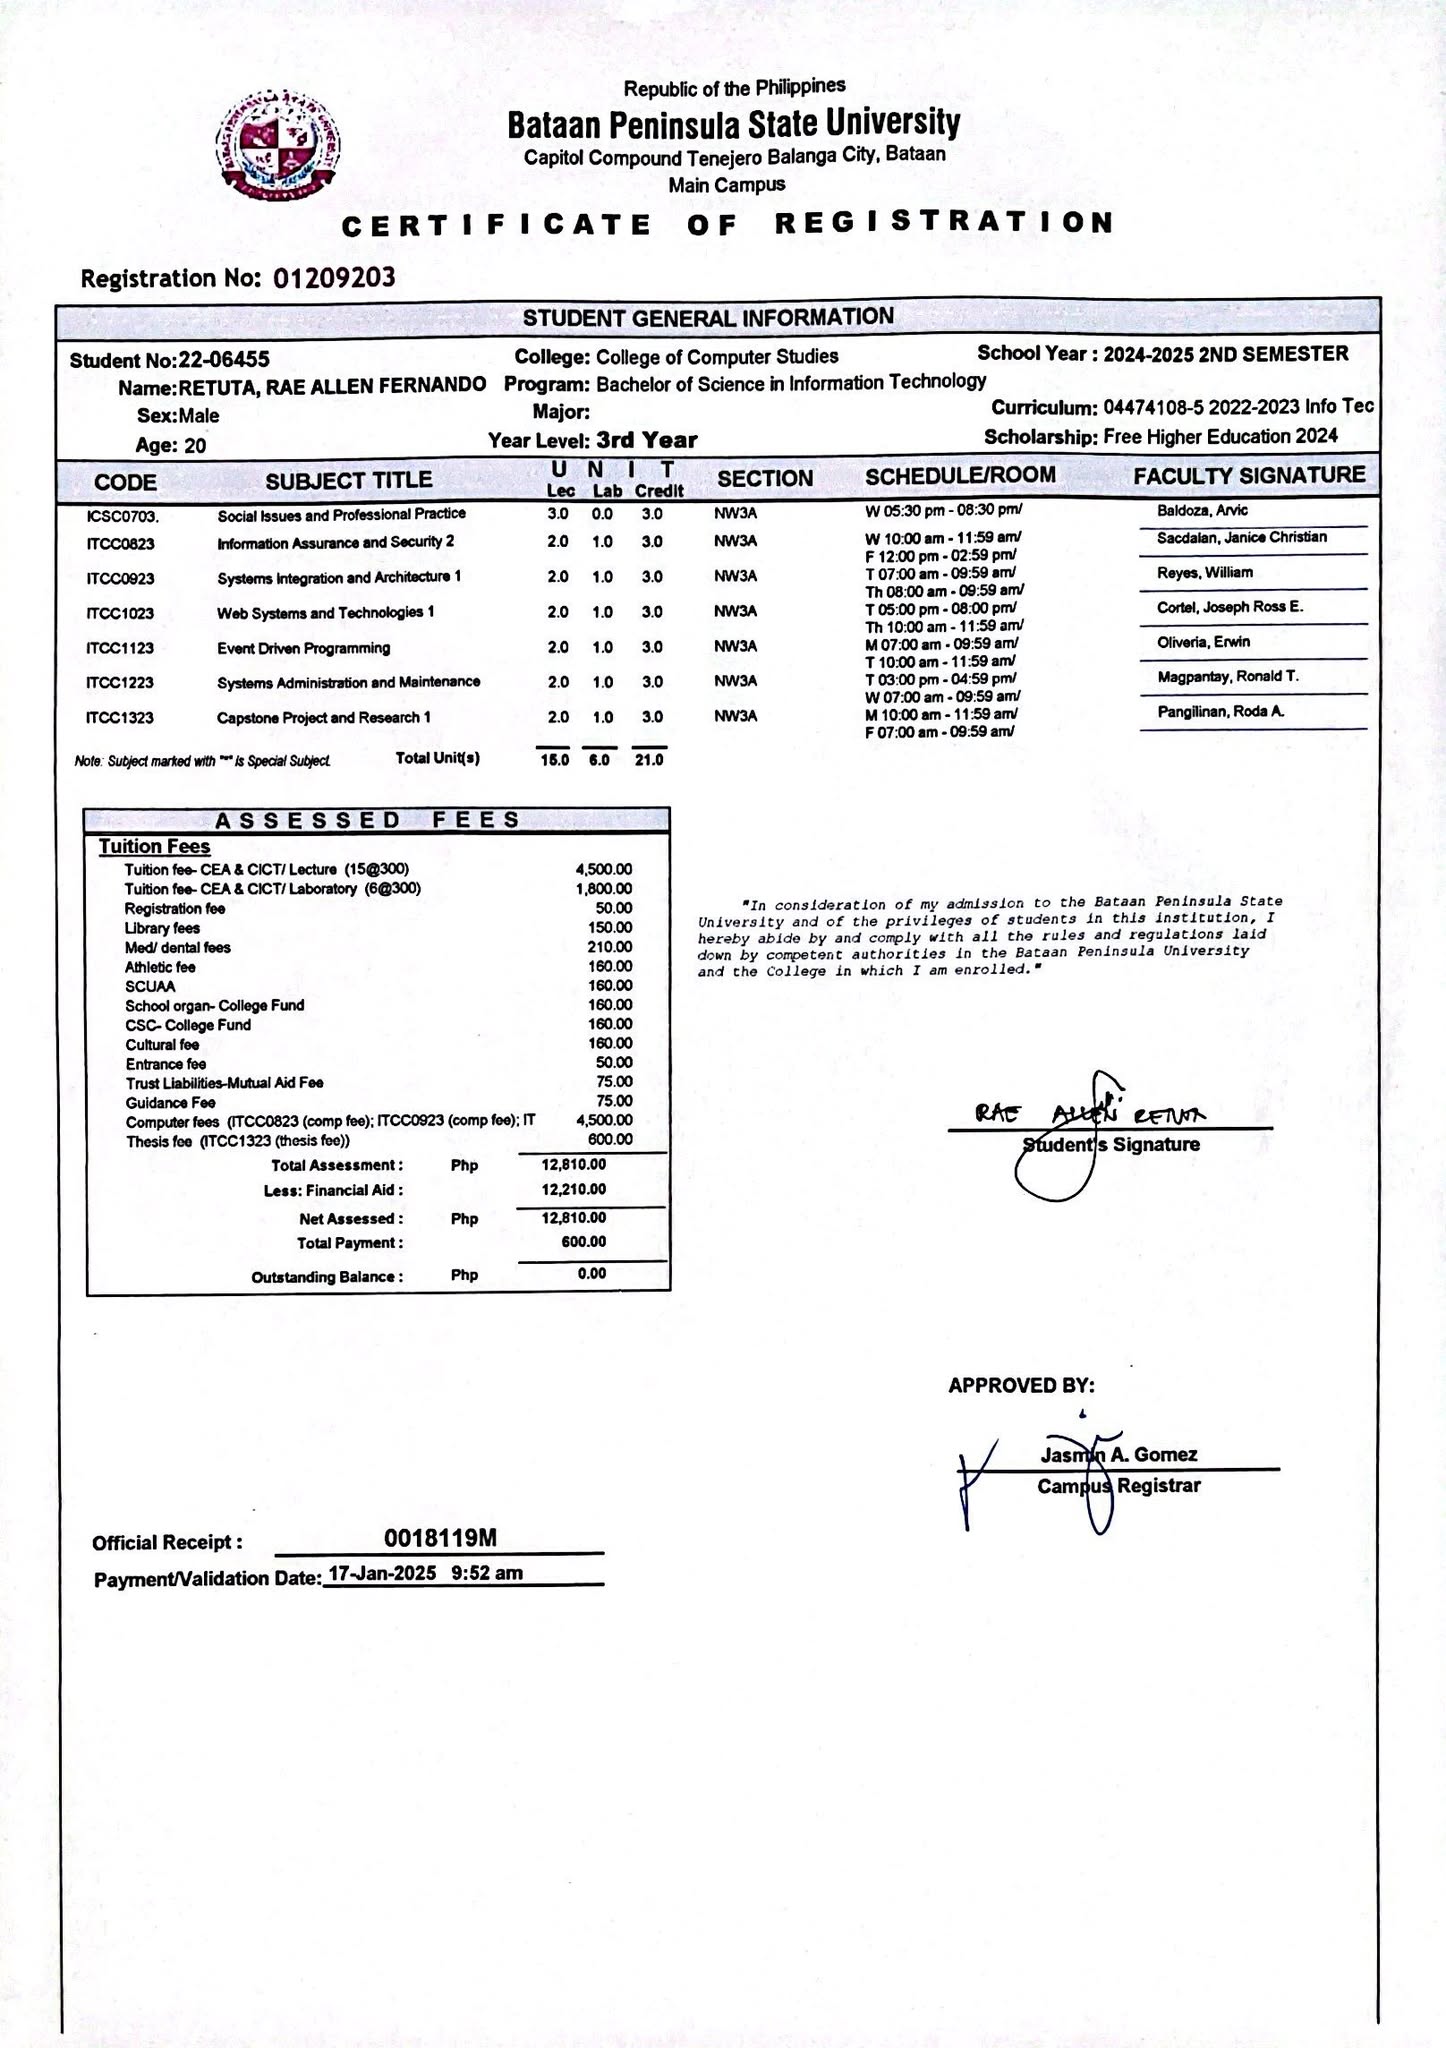 Republic of the Philippines
Bataan Peninsula State University
Capitol Compound Tenejero Balanga City, Bataan
Main Campus
CERTIFICATE OF REGISTRATION
Registration No: 01209203
STUDENT GENERAL INFORMATION
Student No:22-06455 College: College of Computer Studies School Year : 2024-2025 2ND SEMESTER
Name:RETUTA, RAE ALLEN FERNANDO Program: Bachelor of Science in Information Technology
Sex:Male Major: Curriculum: 04474108-5 2022-2023 Info Tec
Age: 20 Year Level: 3rd Year Scholarship: Free Higher Education 2024
CODE SUBJECT TITLE UNIT SECTION SCHEDULE/ROOM FACULTY SIGNATURE
Lec Lab Credit
ICSC0703. Social Issues and Professional Practice 3.0 0.0 3.0 NW3A W 05:30 pm - 08:30 pm/ Baldoza, Arvic
ITCC0823 Information Assurance and Security 2 2.0 1.0 3.0 NW3A W 10:00 am - 11:59 am/ Sacdalan, Janice Christian
F 12:00 pm - 02:59 pm/
ITCC0923 Systems Integration and Architecture 1 2.0 1.0 3.0 NW3A T 07:00 am - 09:59 am/ Reyes, William
Th 08:00 am - 09:59 am/
ITCC1023 Web Systems and Technologies 1 2.0 1.0 3.0 NW3A T 05:00 pm - 08:00 pm/ Cortel, Joseph Ross E.
Th 10:00 am - 11:59 am/
ITCC1123 Event Driven Programming 2.0 1.0 3.0 NW3A M 07:00 am - 09:59 am/ Oliveria, Erwin
T 10:00 am - 11:59 am/
ITCC1223 Systems Administration and Maintenance 2.0 1.0 3.0 NW3A T 03:00 pm - 04:59 pm/ Magpantay, Ronald T.
W 07:00 am - 09:59 am/
ITCC1323 Capstone Project and Research 1 2.0 1.0 3.0 NW3A M 10:00 am - 11:59 am/ Pangilinan, Roda A.
F 07:00 am - 09:59 am/
Note: Subject marked with "*" is Special Subject. Total Unit(s) 15.0 6.0 21.0
ASSESSED FEES
Tuition Fees
Tuition fee- CEA & CICT/ Lecture (15@300) 4,500.00
Tuition fee- CEA & CICT/ Laboratory (6@300) 1,800.00
Registration fee 50.00
Library fees 150.00
Med/ dental fees 210.00
Athletic fee 160.00
SCUAA 160.00
School organ- College Fund 160.00
CSC- College Fund 160.00
Cultural fee 160.00
Entrance fee 50.00
Trust Liabilities-Mutual Aid Fee 75.00
Guidance Fee 75.00
Computer fees (ITCC0823 (comp fee); ITCC0923 (comp fee); IT 4,500.00
Thesis fee (ITCC1323 (thesis fee)) 600.00
Total Assessment : Php 12,810.00
Less: Financial Aid : 12,210.00
Net Assessed : Php 12,810.00
Total Payment : 600.00
Outstanding Balance : Php 0.00
"In consideration of my admission to the Bataan Peninsula State
University and of the privileges of students in this institution, I
hereby abide by and comply with all the rules and regulations laid
down by competent authorities in the Bataan Peninsula University
and the College in which I am enrolled."
RAE ALLEN RETUTA
Student's Signature
APPROVED BY:
Jasmin A. Gomez
Campus Registrar
Official Receipt : 0018119M
Payment/Validation Date: 17-Jan-2025 9:52 am